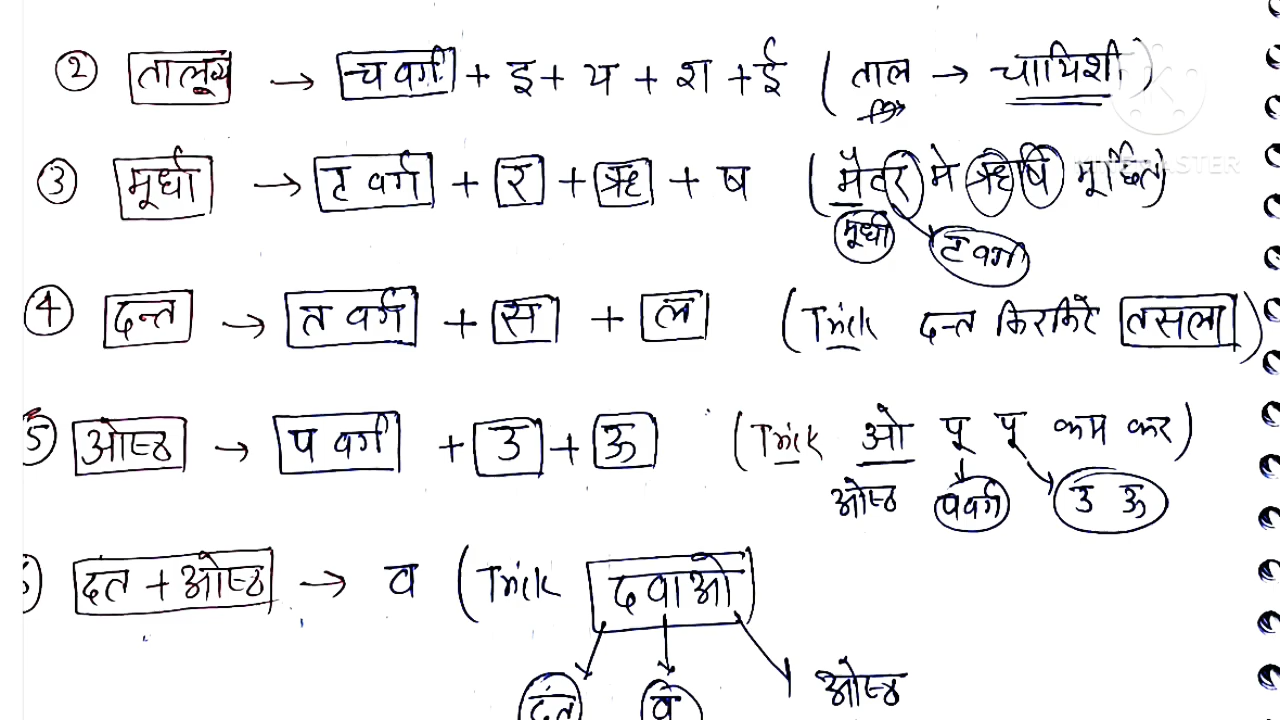 ② तालव्य → च वर्ग + इ + य + श + ई (ताल → चायिशी)
③ मूर्धा → ट वर्ग + र + ऋ + ष (मैटर मे ऋषि मूर्छित)
मूर्धा ट वर्ग
④ दन्त → त वर्ग + स + ल (Trick दन्त किरकिरे तसला)
5 ओष्ठ → प वर्ग + उ + ऊ (Trick ओ पू पू कम कर)
ओष्ठ पवर्ग उ ऊ
दंत + ओष्ठ → व (Trick दवाओ)
दंत व ओष्ठ